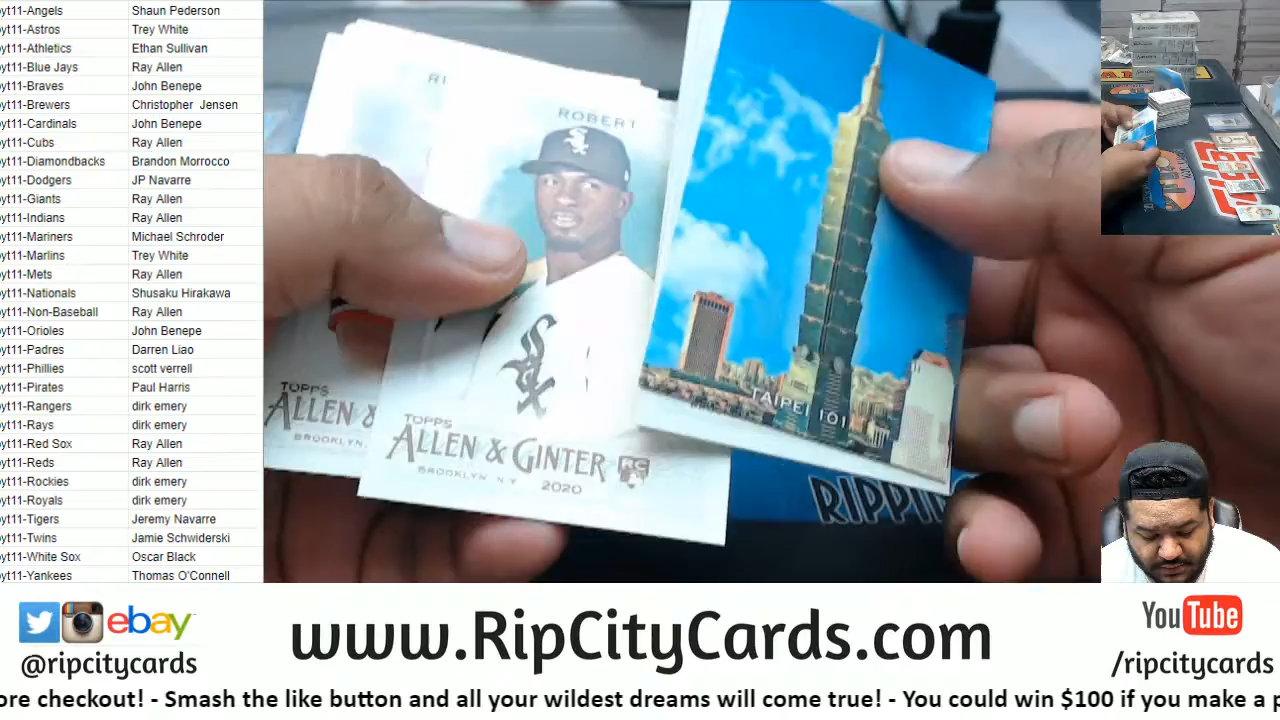 yt11-Angels Shaun Pederson
yt11-Astros Trey White
yt11-Athletics Ethan Sullivan
yt11-Blue Jays Ray Allen
yt11-Braves John Benepe
yt11-Brewers Christopher Jensen
yt11-Cardinals John Benepe
yt11-Cubs Ray Allen
yt11-Diamondbacks Brandon Morrocco
yt11-Dodgers JP Navarre
yt11-Giants Ray Allen
yt11-Indians Ray Allen
yt11-Mariners Michael Schroder
yt11-Marlins Trey White
yt11-Mets Ray Allen
yt11-Nationals Shusaku Hirakawa
yt11-Non-Baseball Ray Allen
yt11-Orioles John Benepe
yt11-Padres Darren Liao
yt11-Phillies scott verrell
yt11-Pirates Paul Harris
yt11-Rangers dirk emery
yt11-Rays dirk emery
yt11-Red Sox Ray Allen
yt11-Reds Ray Allen
yt11-Rockies dirk emery
yt11-Royals dirk emery
yt11-Tigers Jeremy Navarre
yt11-Twins Jamie Schwiderski
yt11-White Sox Oscar Black
yt11-Yankees Thomas O'Connell
RI
ROBERT
Sox
TOPPS
ALLEN &
BROOKLYN,
TOPPS
ALLEN & GINTER
BROOKLYN, N.Y. 2020
RC
TAIPEI 101
RIPPIN
ebay
@ripcitycards
www.RipCityCards.com
YouTube
/ripcitycards
ore checkout! - Smash the like button and all your wildest dreams will come true! - You could win $100 if you make a p